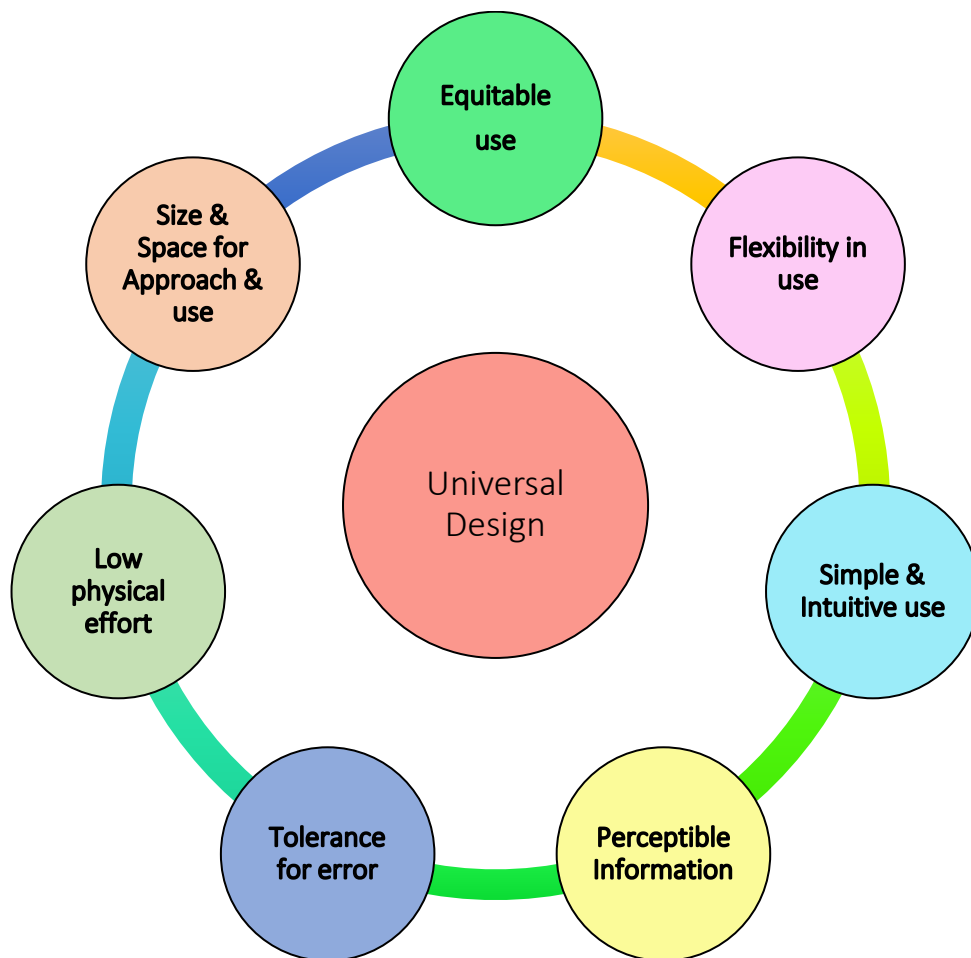 Equitable
use
Flexibility in
use
Simple &
Intuitive use
Perceptible
Information
Tolerance
for error
Low
physical
effort
Size &
Space for
Approach &
use
Universal
Design